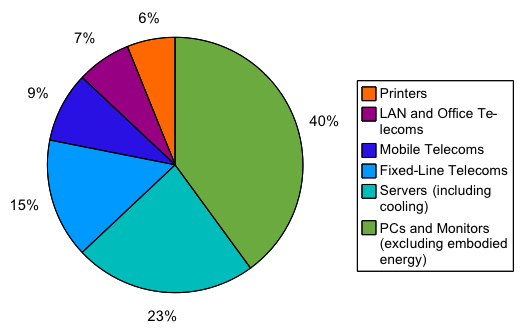 6%
7%
9%
40%
15%
23%
Printers
LAN and Office Te-
lecoms
Mobile Telecoms
Fixed-Line Telecoms
Servers (including
cooling)
PCs and Monitors
(excluding embodied
energy)